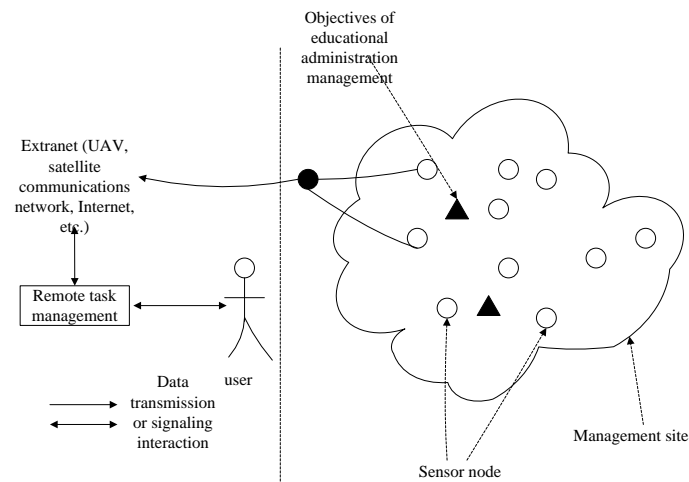 Objectives of
educational
administration
management
Extranet (UAV,
satellite
communications
network, Internet,
etc.)
Remote task
management
user
Data
transmission
or signaling
interaction
Management site
Sensor node